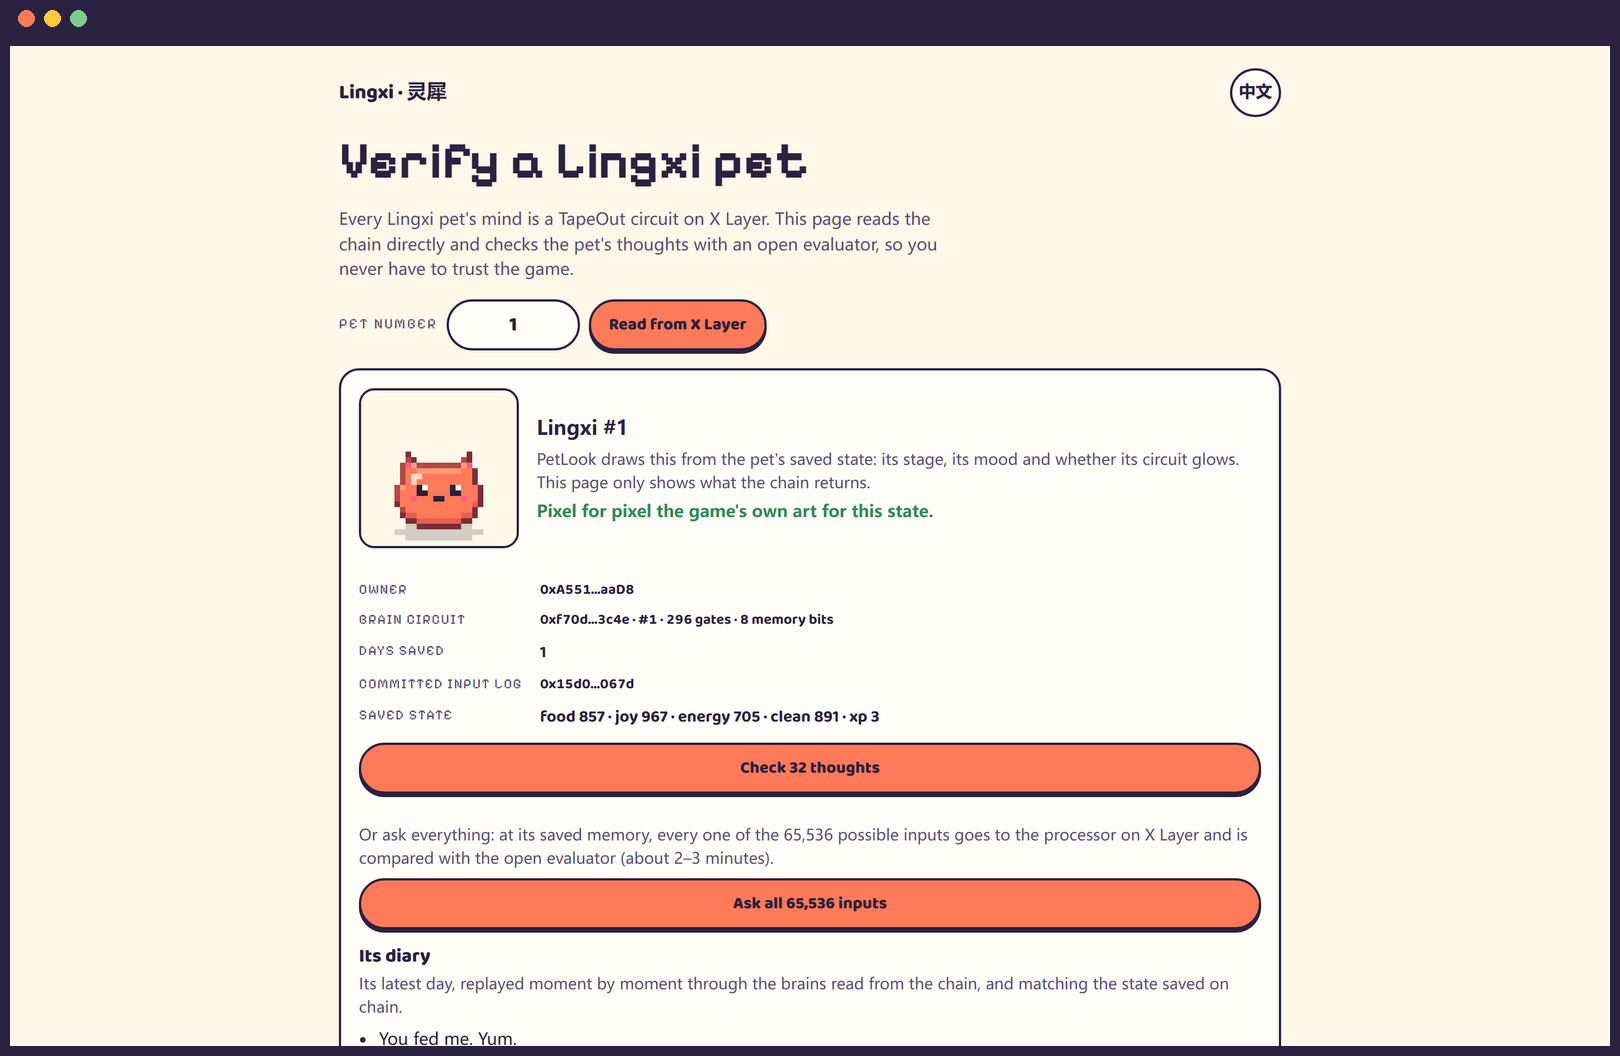 Lingxi · 灵犀
中文
Verify a Lingxi pet
Every Lingxi pet's mind is a TapeOut circuit on X Layer. This page reads the
chain directly and checks the pet's thoughts with an open evaluator, so you
never have to trust the game.
PET NUMBER
1
Read from X Layer
Lingxi #1
PetLook draws this from the pet's saved state: its stage, its mood and whether its circuit glows.
This page only shows what the chain returns.
Pixel for pixel the game's own art for this state.
OWNER
0xA551…aaD8
BRAIN CIRCUIT
0xf70d…3c4e · #1 · 296 gates · 8 memory bits
DAYS SAVED
1
COMMITTED INPUT LOG
0x15d0…067d
SAVED STATE
food 857 · joy 967 · energy 705 · clean 891 · xp 3
Check 32 thoughts
Or ask everything: at its saved memory, every one of the 65,536 possible inputs goes to the processor on X Layer and is
compared with the open evaluator (about 2–3 minutes).
Ask all 65,536 inputs
Its diary
Its latest day, replayed moment by moment through the brains read from the chain, and matching the state saved on
chain.
• You fed me. Yum.